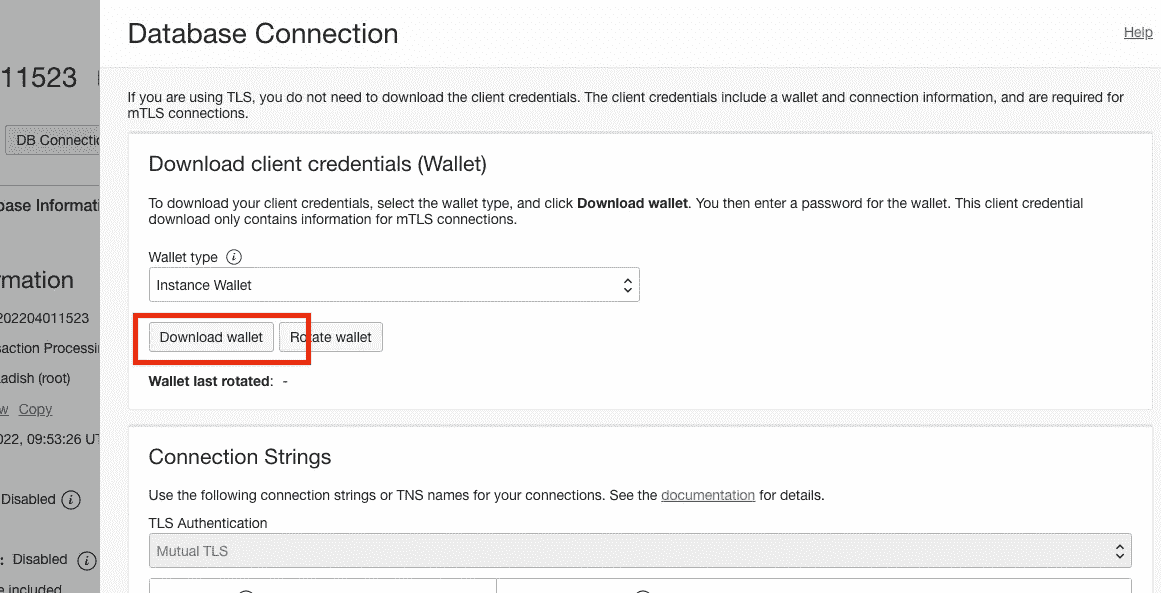 Database Connection
Help
11523
DB Connectio
If you are using TLS, you do not need to download the client credentials. The client credentials include a wallet and connection information, and are required for
mTLS connections.
Download client credentials (Wallet)
To download your client credentials, select the wallet type, and click Download wallet. You then enter a password for the wallet. This client credential
download only contains information for mTLS connections.
base Informati
Wallet type
Instance Wallet
rmation
202204011523
Download wallet
Rotate wallet
saction Processi
adish (root)
Wallet last rotated: -
w Copy
022, 09:53:26 UT
Connection Strings
Use the following connection strings or TNS names for your connections. See the documentation for details.
Disabled
TLS Authentication
Mutual TLS
: Disabled
e included